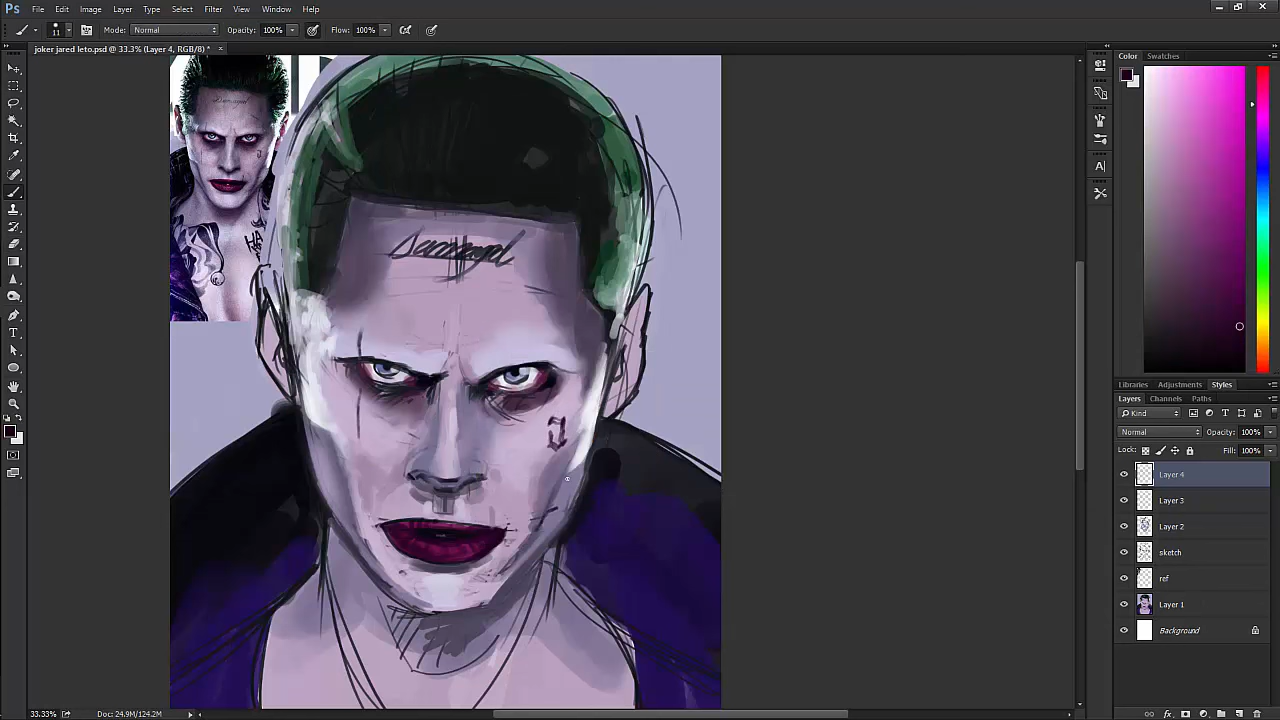 Ps File Edit Image Layer Type Select Filter View Window Help
11 Mode: Normal Opacity: 100% Flow: 100%
joker jared leto.psd @ 33.3% (Layer 4, RGB/8) * ×
Color Swatches
Libraries Adjustments Styles
Layers Channels Paths
Kind
Normal Opacity: 100%
Lock: Fill: 100%
Layer 4
Layer 3
Layer 2
sketch
ref
Layer 1
Background
33.33% Doc: 24.9M/124.2M